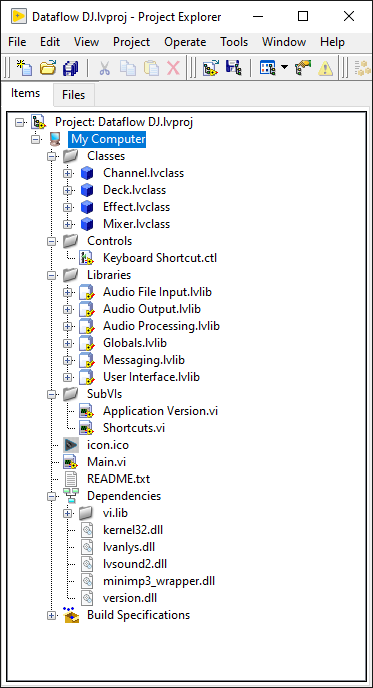 Dataflow DJ.lvproj - Project Explorer
File Edit View Project Operate Tools Window Help
Items Files
Project: Dataflow DJ.lvproj
My Computer
Classes
Channel.lvclass
Deck.lvclass
Effect.lvclass
Mixer.lvclass
Controls
Keyboard Shortcut.ctl
Libraries
Audio File Input.lvlib
Audio Output.lvlib
Audio Processing.lvlib
Globals.lvlib
Messaging.lvlib
User Interface.lvlib
SubVIs
Application Version.vi
Shortcuts.vi
icon.ico
Main.vi
README.txt
Dependencies
vi.lib
kernel32.dll
lvanlys.dll
lvsound2.dll
minimp3_wrapper.dll
version.dll
Build Specifications